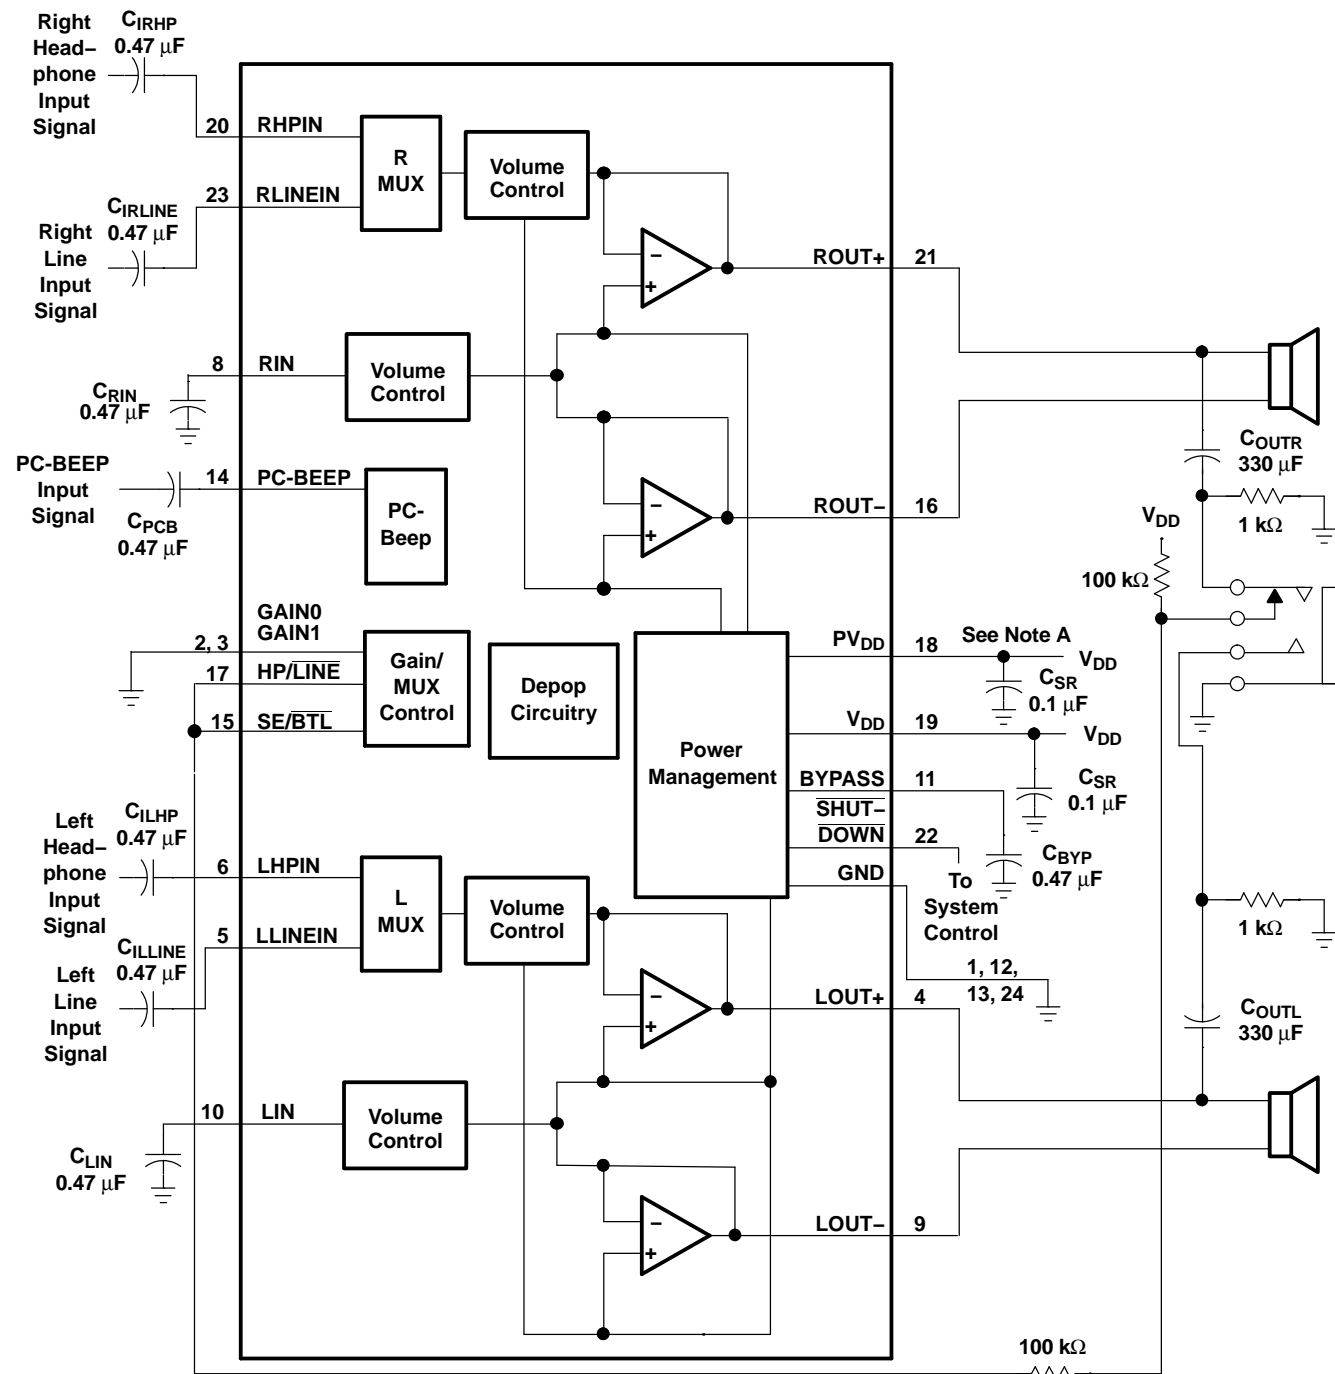 Right
Head–
phone
Input
Signal
CIRHP
0.47 μF
20
RHPIN
R
MUX
Volume
Control
23
RLINEIN
CIRLINE
0.47 μF
Right
Line
Input
Signal
–
+
ROUT+
21
8
RIN
Volume
Control
CRIN
0.47 μF
COUTR
330 μF
PC-BEEP
Input
Signal
14
PC-BEEP
CPCB
0.47 μF
PC-
Beep
–
+
ROUT–
16
1 kΩ
VDD
100 kΩ
GAIN0
GAIN1
2, 3
17
HP/LINE
15
SE/BTL
Gain/
MUX
Control
Depop
Circuitry
Power
Management
PVDD
18
See Note A
VDD
CSR
0.1 μF
VDD
19
VDD
CSR
0.1 μF
BYPASS
11
SHUT–
DOWN
22
CBYP
0.47 μF
GND
To
System
Control
1, 12,
13, 24
Left
Head–
phone
Input
Signal
CILHP
0.47 μF
6
LHPIN
L
MUX
Volume
Control
5
LLINEIN
CILLINE
0.47 μF
Left
Line
Input
Signal
1 kΩ
–
+
LOUT+
4
COUTL
330 μF
10
LIN
Volume
Control
CLIN
0.47 μF
–
+
LOUT–
9
100 kΩ